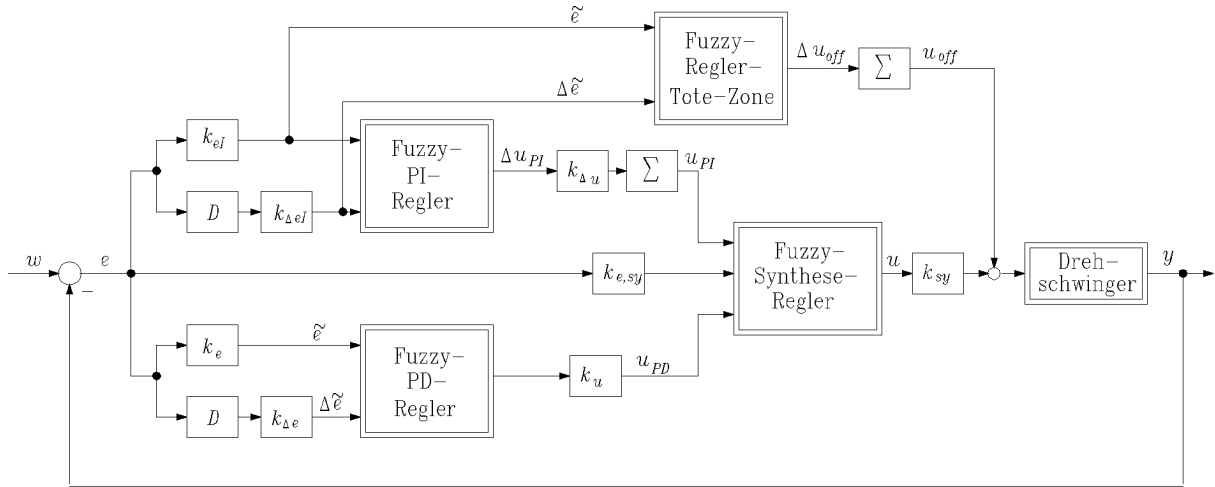 ẽ
Fuzzy-
Regler-
Tote-Zone
Δ u_off
Σ
u_off
Δẽ
k_eI
D
k_ΔeI
Fuzzy-
PI-
Regler
Δu_PI
k_Δu
Σ
u_PI
w
−
e
k_e,sy
Fuzzy-
Synthese-
Regler
u
k_sy
Dreh-
schwinger
y
k_e
ẽ
D
k_Δe
Δẽ
Fuzzy-
PD-
Regler
k_u
u_PD